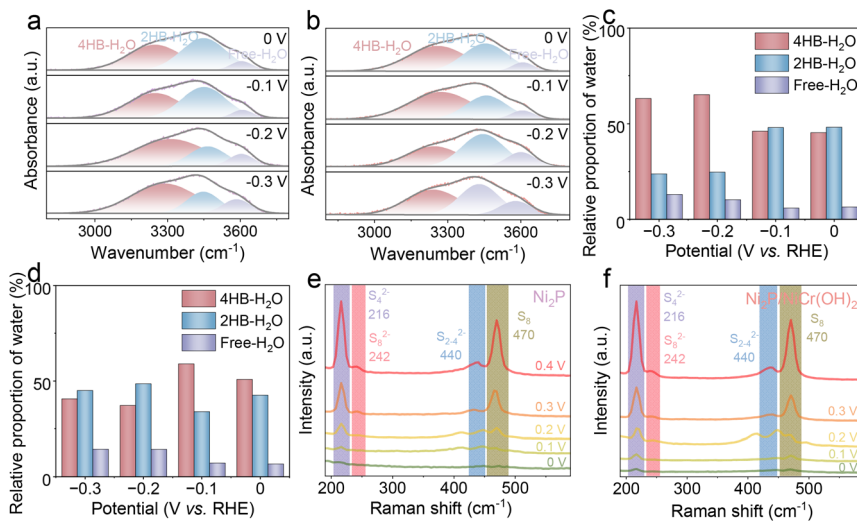 a
4HB-H₂O
2HB-H₂O
Free-H₂O
0 V
-0.1 V
-0.2 V
-0.3 V
Absorbance (a.u.)
3000 3300 3600
Wavenumber (cm⁻¹)
b
4HB-H₂O
2HB-H₂O
Free-H₂O
0 V
-0.1 V
-0.2 V
-0.3 V
Absorbance (a.u.)
3000 3300 3600
Wavenumber (cm⁻¹)
c
Relative proportion of water (%)
100
50
0
4HB-H₂O
2HB-H₂O
Free-H₂O
−0.3 −0.2 −0.1 0
Potential (V vs. RHE)
d
Relative proportion of water (%)
100
50
0
4HB-H₂O
2HB-H₂O
Free-H₂O
−0.3 −0.2 −0.1 0
Potential (V vs. RHE)
e
Intensity (a.u.)
Ni₂P
S₄²⁻
216
S₈²⁻
242
S₂₋₄²⁻
440
S₈
470
0.4 V
0.3 V
0.2 V
0.1 V
0 V
200 300 400 500
Raman shift (cm⁻¹)
f
Intensity (a.u.)
S₄²⁻
216
S₈²⁻
242
S₂₋₄²⁻
440
S₈
470
0.3 V
0.2 V
0.1 V
0 V
200 300 400 500
Raman shift (cm⁻¹)